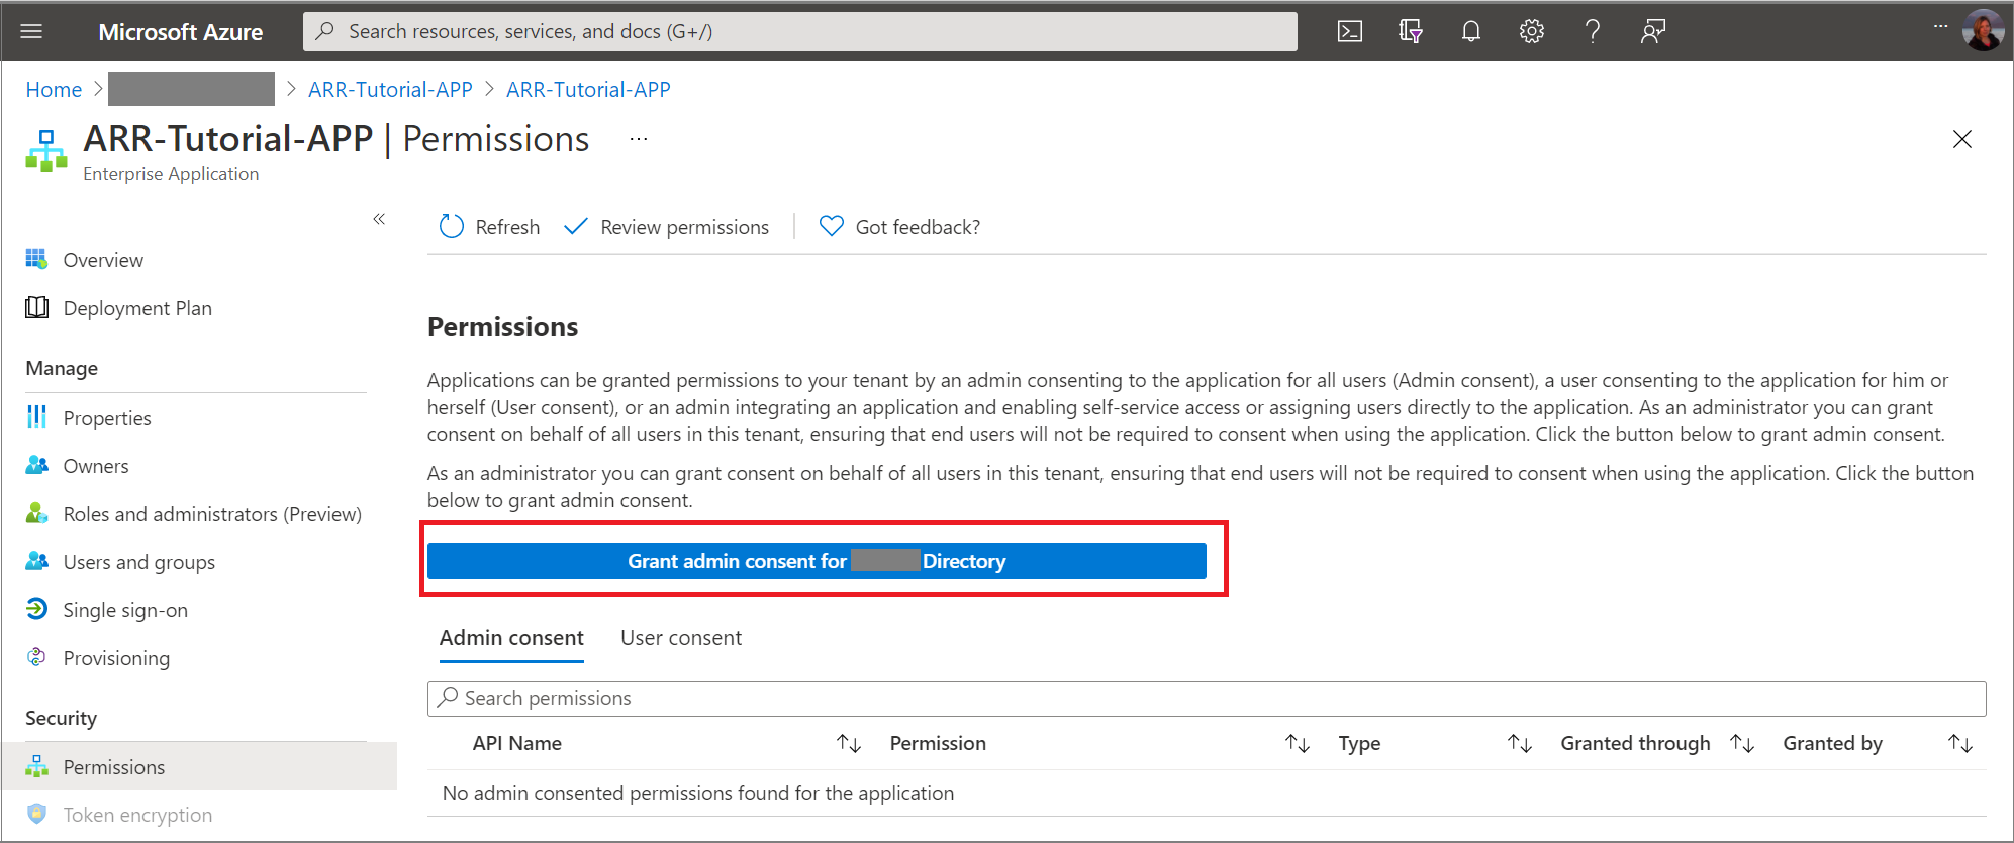 Microsoft Azure
Search resources, services, and docs (G+/)
Home > > ARR-Tutorial-APP > ARR-Tutorial-APP
ARR-Tutorial-APP | Permissions ...
Enterprise Application
«
Refresh
Review permissions
Got feedback?
Overview
Deployment Plan
Manage
Properties
Owners
Roles and administrators (Preview)
Users and groups
Single sign-on
Provisioning
Security
Permissions
Token encryption
Permissions
Applications can be granted permissions to your tenant by an admin consenting to the application for all users (Admin consent), a user consenting to the application for him or
herself (User consent), or an admin integrating an application and enabling self-service access or assigning users directly to the application. As an administrator you can grant
consent on behalf of all users in this tenant, ensuring that end users will not be required to consent when using the application. Click the button below to grant admin consent.
As an administrator you can grant consent on behalf of all users in this tenant, ensuring that end users will not be required to consent when using the application. Click the button
below to grant admin consent.
Grant admin consent for Directory
Admin consent
User consent
Search permissions
API Name
Permission
Type
Granted through
Granted by
No admin consented permissions found for the application